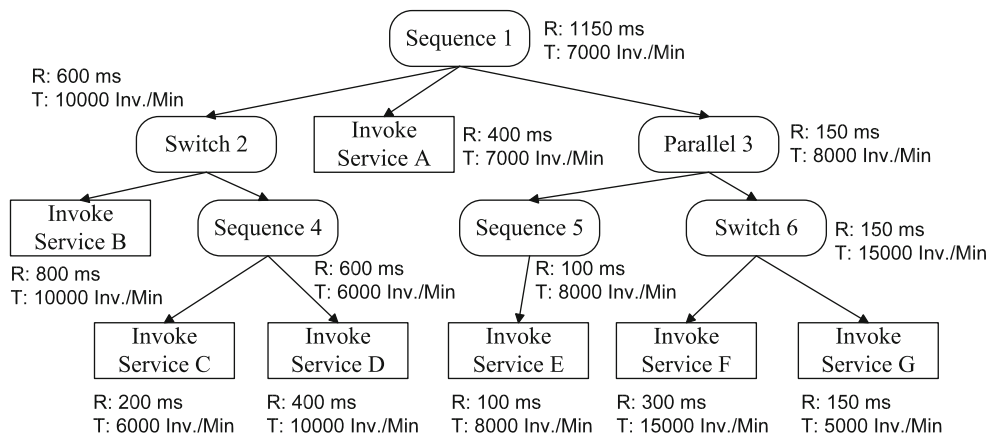 Sequence 1
R: 1150 ms
T: 7000 Inv./Min
R: 600 ms
T: 10000 Inv./Min
Switch 2
Invoke
Service A
R: 400 ms
T: 7000 Inv./Min
Parallel 3
R: 150 ms
T: 8000 Inv./Min
Invoke
Service B
R: 800 ms
T: 10000 Inv./Min
Sequence 4
R: 600 ms
T: 6000 Inv./Min
Sequence 5
R: 100 ms
T: 8000 Inv./Min
Switch 6
R: 150 ms
T: 15000 Inv./Min
Invoke
Service C
R: 200 ms
T: 6000 Inv./Min
Invoke
Service D
R: 400 ms
T: 10000 Inv./Min
Invoke
Service E
R: 100 ms
T: 8000 Inv./Min
Invoke
Service F
R: 300 ms
T: 15000 Inv./Min
Invoke
Service G
R: 150 ms
T: 5000 Inv./Min